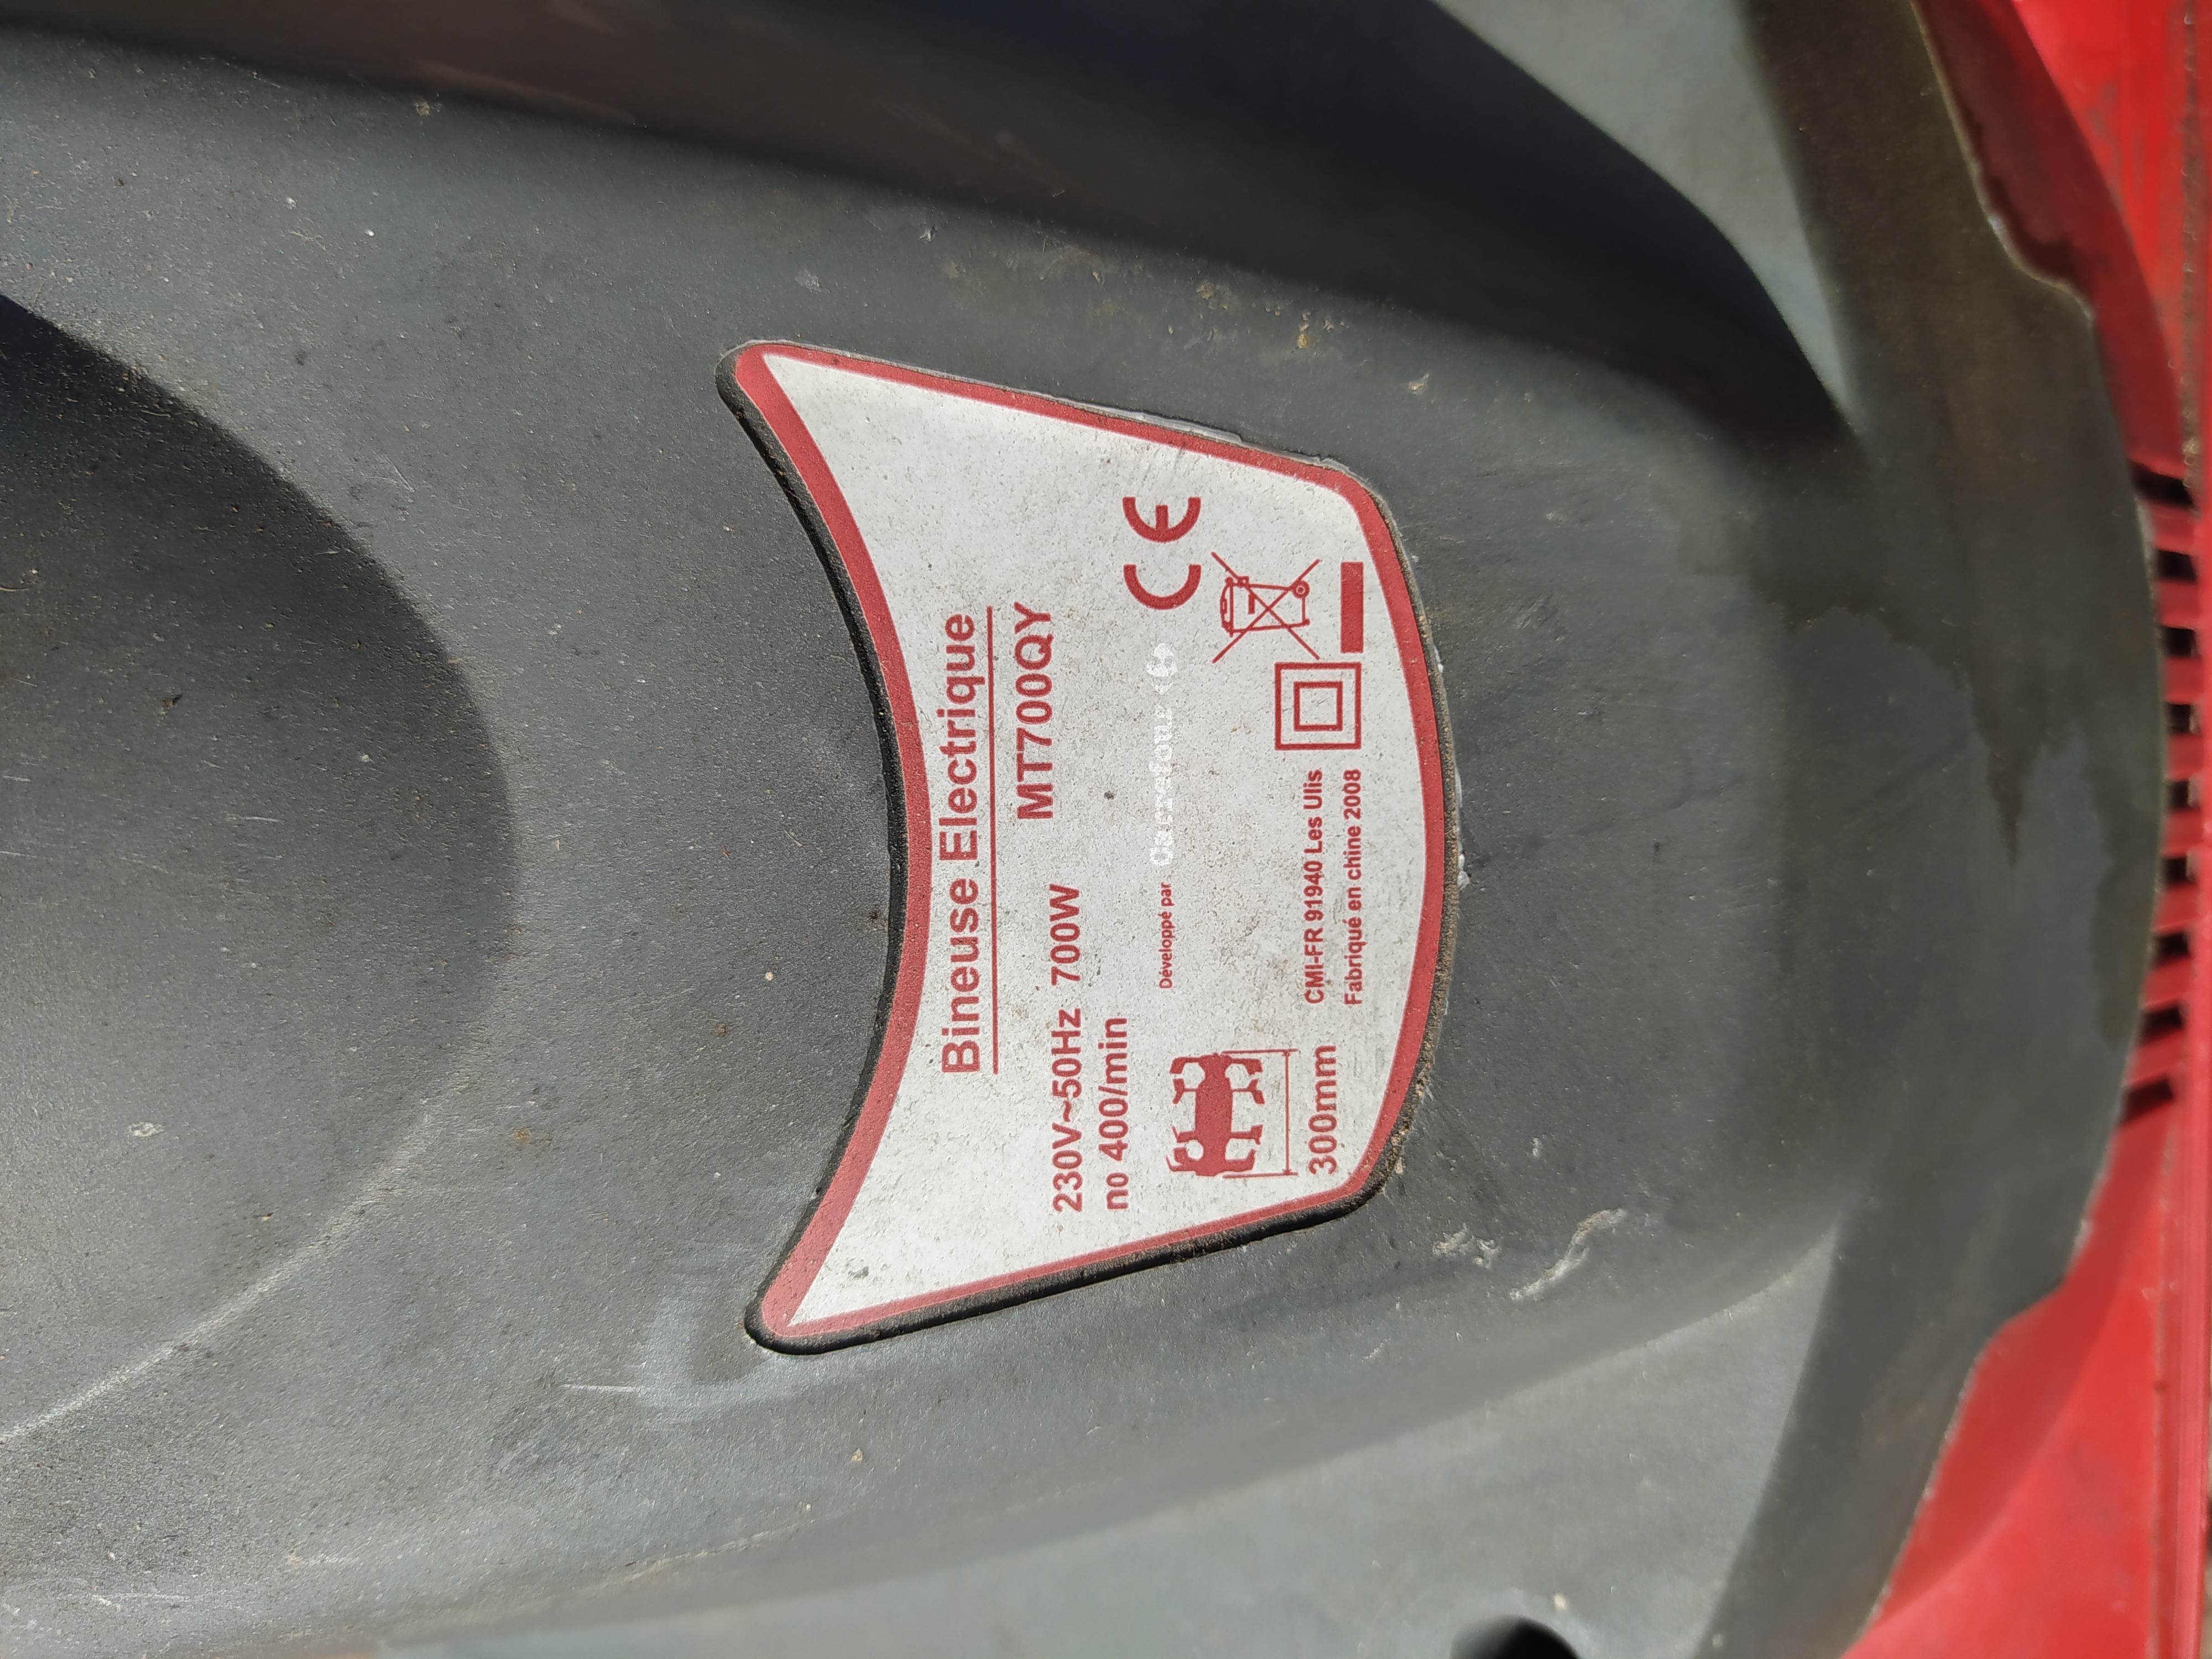 Bineuse Electrique
MT700QY
230V~50Hz 700W
no 400/min
Développé par Carrefour
CE
300mm
CMI-FR 91940 Les Ulis
Fabriqué en chine 2008